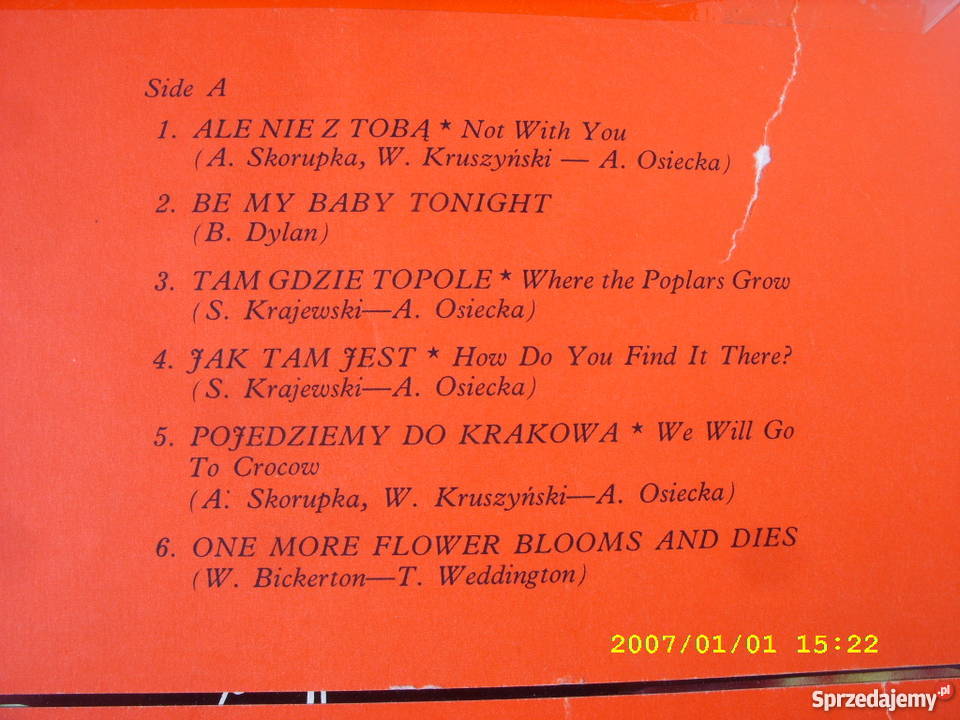 Side A
1. ALE NIE Z TOBĄ ★ Not With You
(A. Skorupka, W. Kruszyński — A. Osiecka)
2. BE MY BABY TONIGHT
(B. Dylan)
3. TAM GDZIE TOPOLE ★ Where the Poplars Grow
(S. Krajewski—A. Osiecka)
4. JAK TAM JEST ★ How Do You Find It There?
(S. Krajewski—A. Osiecka)
5. POJEDZIEMY DO KRAKOWA ★ We Will Go
To Crocow
(A. Skorupka, W. Kruszyński—A. Osiecka)
6. ONE MORE FLOWER BLOOMS AND DIES
(W. Bickerton—T. Weddington)
2007/01/01 15:22
Sprzedajemy.pl